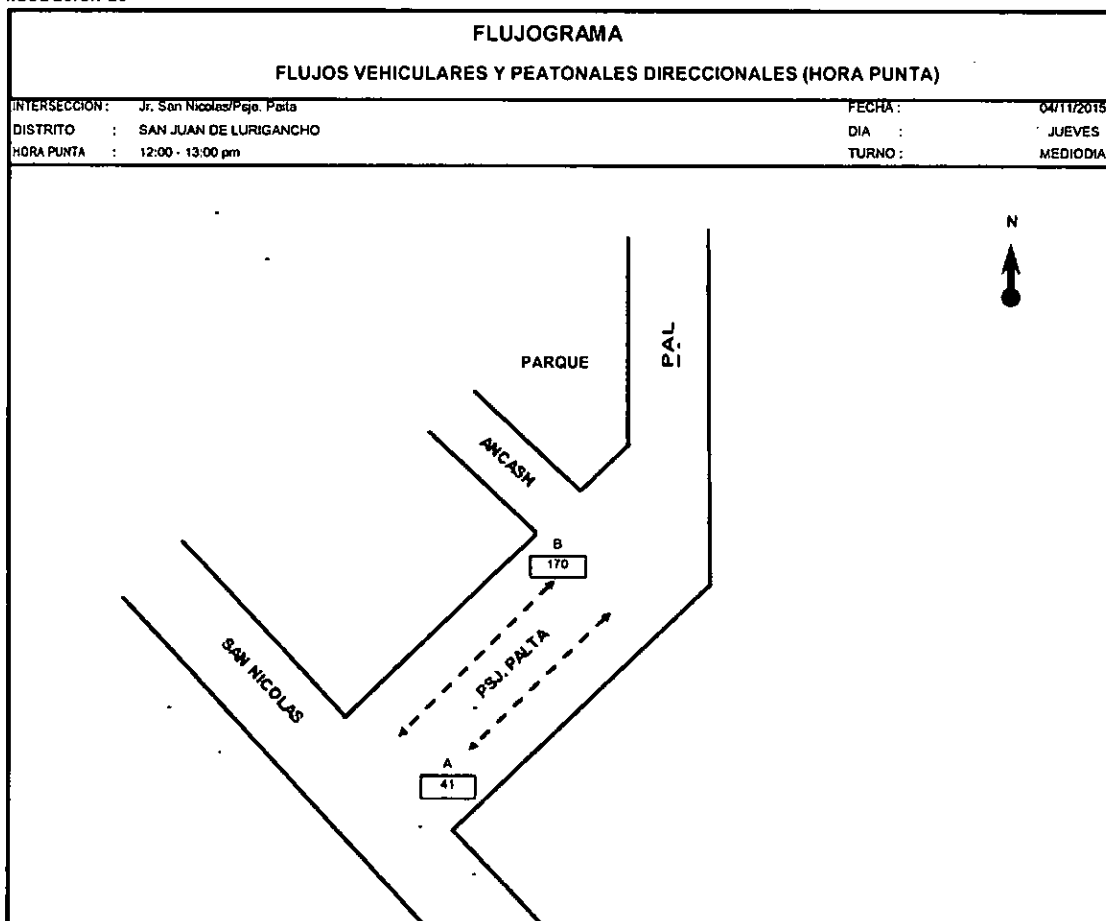 FLUJOGRAMA
FLUJOS VEHICULARES Y PEATONALES DIRECCIONALES (HORA PUNTA)
INTERSECCION : Jr. San Nicolas/Psje. Palta FECHA : 04/11/2015
DISTRITO : SAN JUAN DE LURIGANCHO DIA : JUEVES
HORA PUNTA : 12:00 - 13:00 pm TURNO : MEDIODIA
N
PAL
PARQUE
ANCASH
B
170
PSJ. PALTA
SAN NICOLAS
A
41